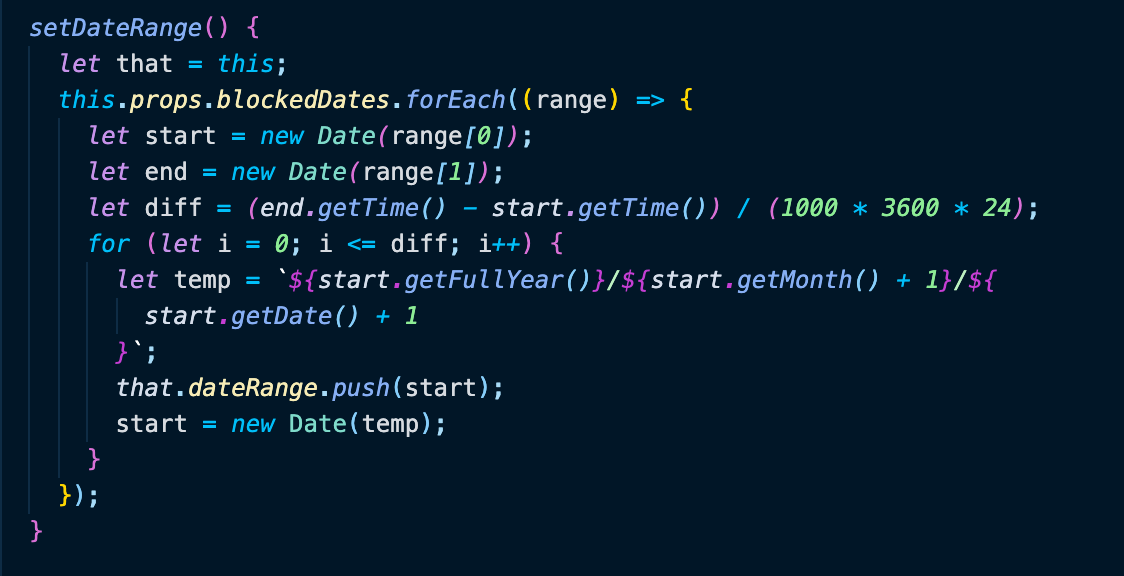 setDateRange() {
  let that = this;
  this.props.blockedDates.forEach((range) => {
    let start = new Date(range[0]);
    let end = new Date(range[1]);
    let diff = (end.getTime() - start.getTime()) / (1000 * 3600 * 24);
    for (let i = 0; i <= diff; i++) {
      let temp = `${start.getFullYear()}/${start.getMonth() + 1}/${
        start.getDate() + 1
      }`;
      that.dateRange.push(start);
      start = new Date(temp);
    }
  });
}